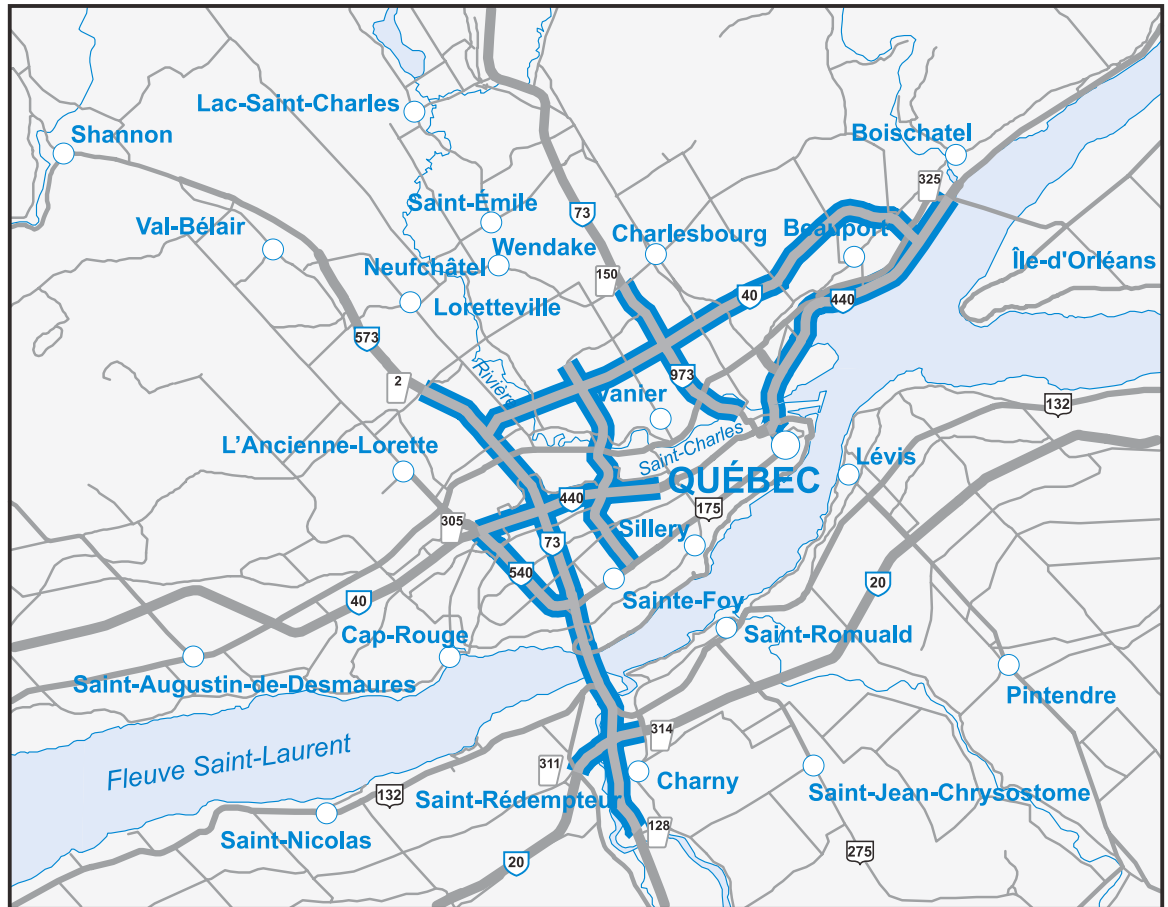 Lac-Saint-Charles
Shannon
Boischatel
325
Saint-Émile
73
Val-Bélair
Wendake
Charlesbourg
Beauport
Neufchâtel
150
Île-d'Orléans
40
440
Loretteville
573
Rivière
973
2
Vanier
132
L'Ancienne-Lorette
Saint-Charles
Lévis
QUÉBEC
440
175
305
Sillery
73
540
20
40
Sainte-Foy
Cap-Rouge
Saint-Romuald
Saint-Augustin-de-Desmaures
Pintendre
314
Fleuve Saint-Laurent
311
Charny
132
Saint-Rédempteur
Saint-Jean-Chrysostome
Saint-Nicolas
128
20
275